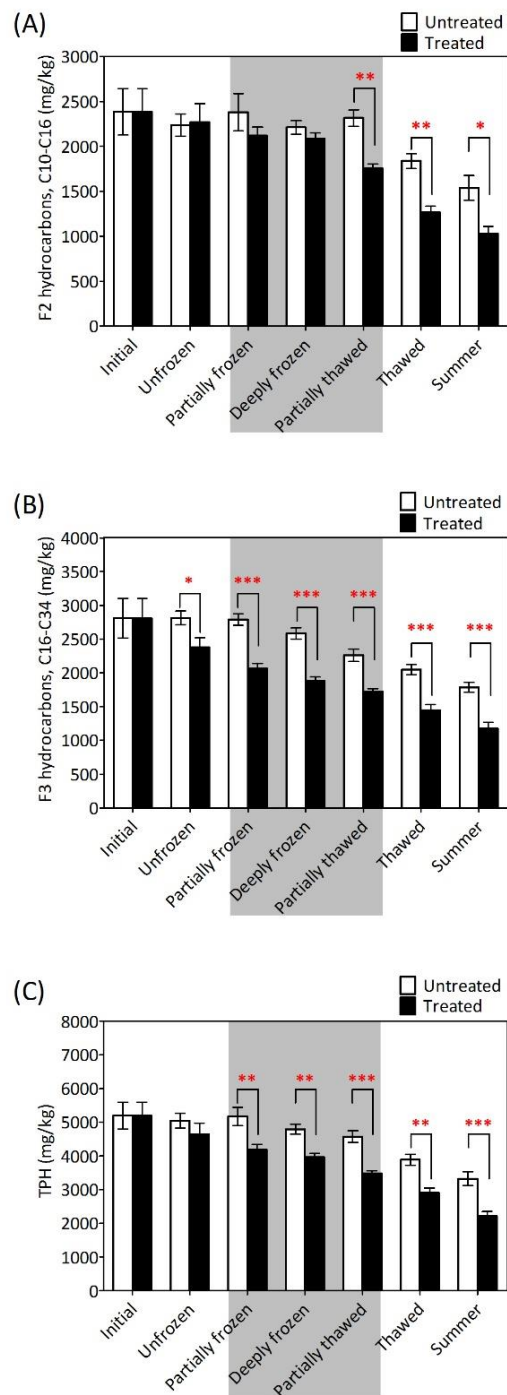 (A)
Untreated
Treated
F2 hydrocarbons, C10-C16 (mg/kg)
3000
2500
2000
1500
1000
500
0
**
**
*
Initial
Unfrozen
Partially frozen
Deeply frozen
Partially thawed
Thawed
Summer
(B)
Untreated
Treated
F3 hydrocarbons, C16-C34 (mg/kg)
4000
3500
3000
2500
2000
1500
1000
500
0
*
***
***
***
***
***
Initial
Unfrozen
Partially frozen
Deeply frozen
Partially thawed
Thawed
Summer
(C)
Untreated
Treated
TPH (mg/kg)
8000
7000
6000
5000
4000
3000
2000
1000
0
**
**
***
**
***
Initial
Unfrozen
Partially frozen
Deeply frozen
Partially thawed
Thawed
Summer